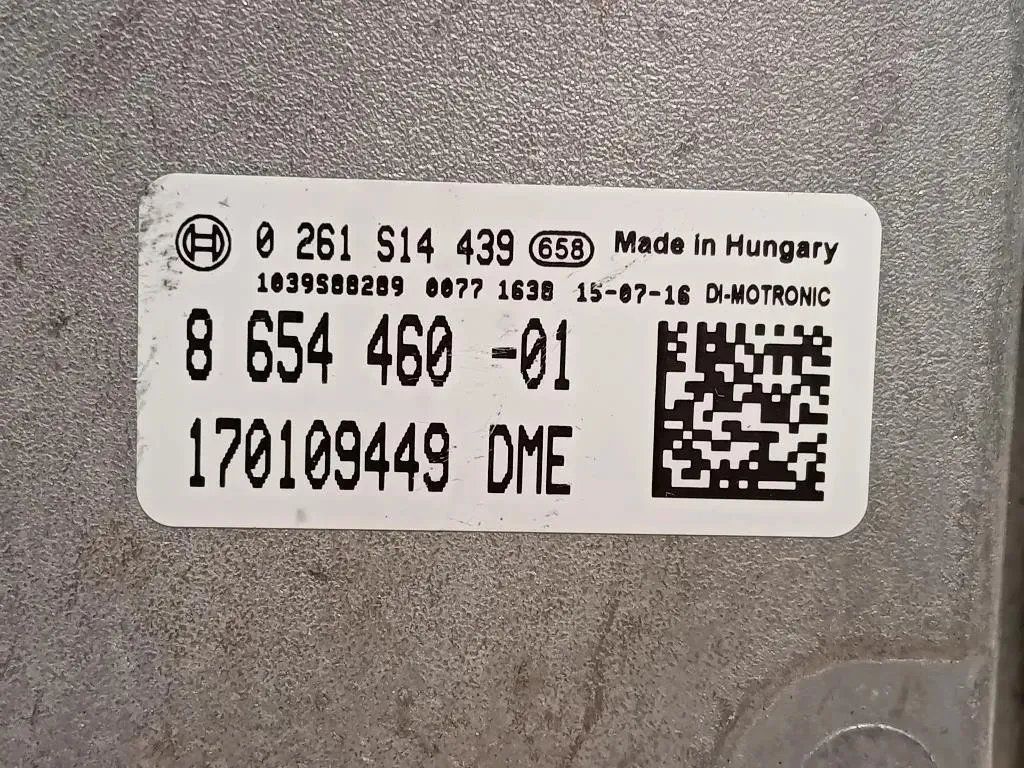 0 261 S14 439 658 Made in Hungary
1039S88289 0077 1638 15-07-16 DI-MOTRONIC
8 654 460 -01
170109449 DME